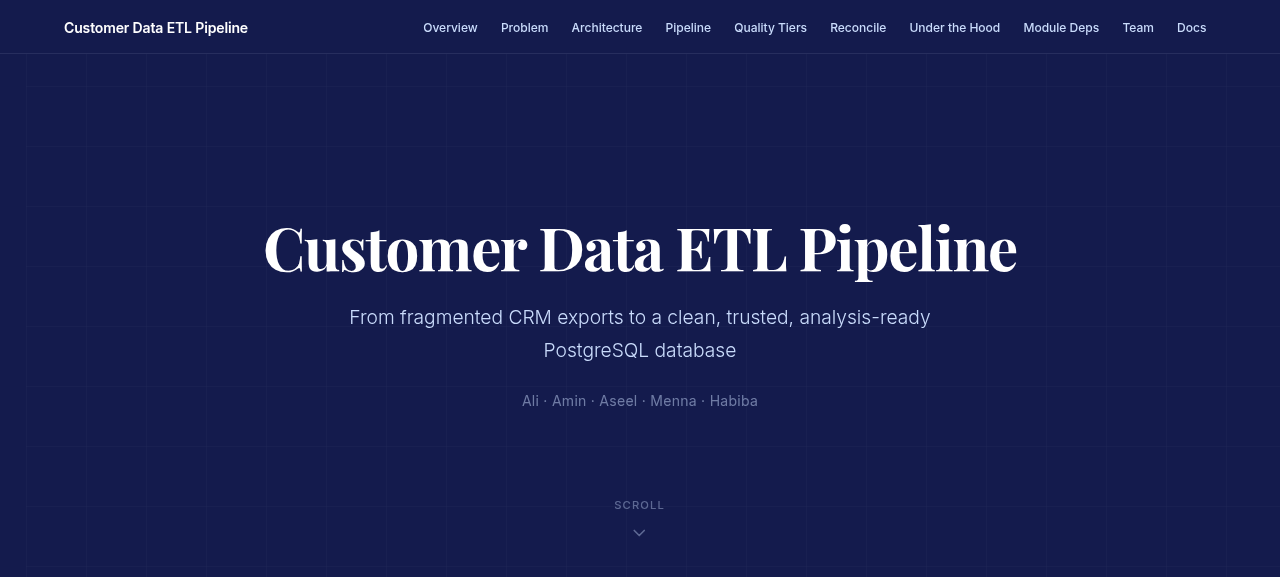 Customer Data ETL Pipeline
Overview Problem Architecture Pipeline Quality Tiers Reconcile Under the Hood Module Deps Team Docs
Customer Data ETL Pipeline
From fragmented CRM exports to a clean, trusted, analysis-ready
PostgreSQL database
Ali · Amin · Aseel · Menna · Habiba
SCROLL